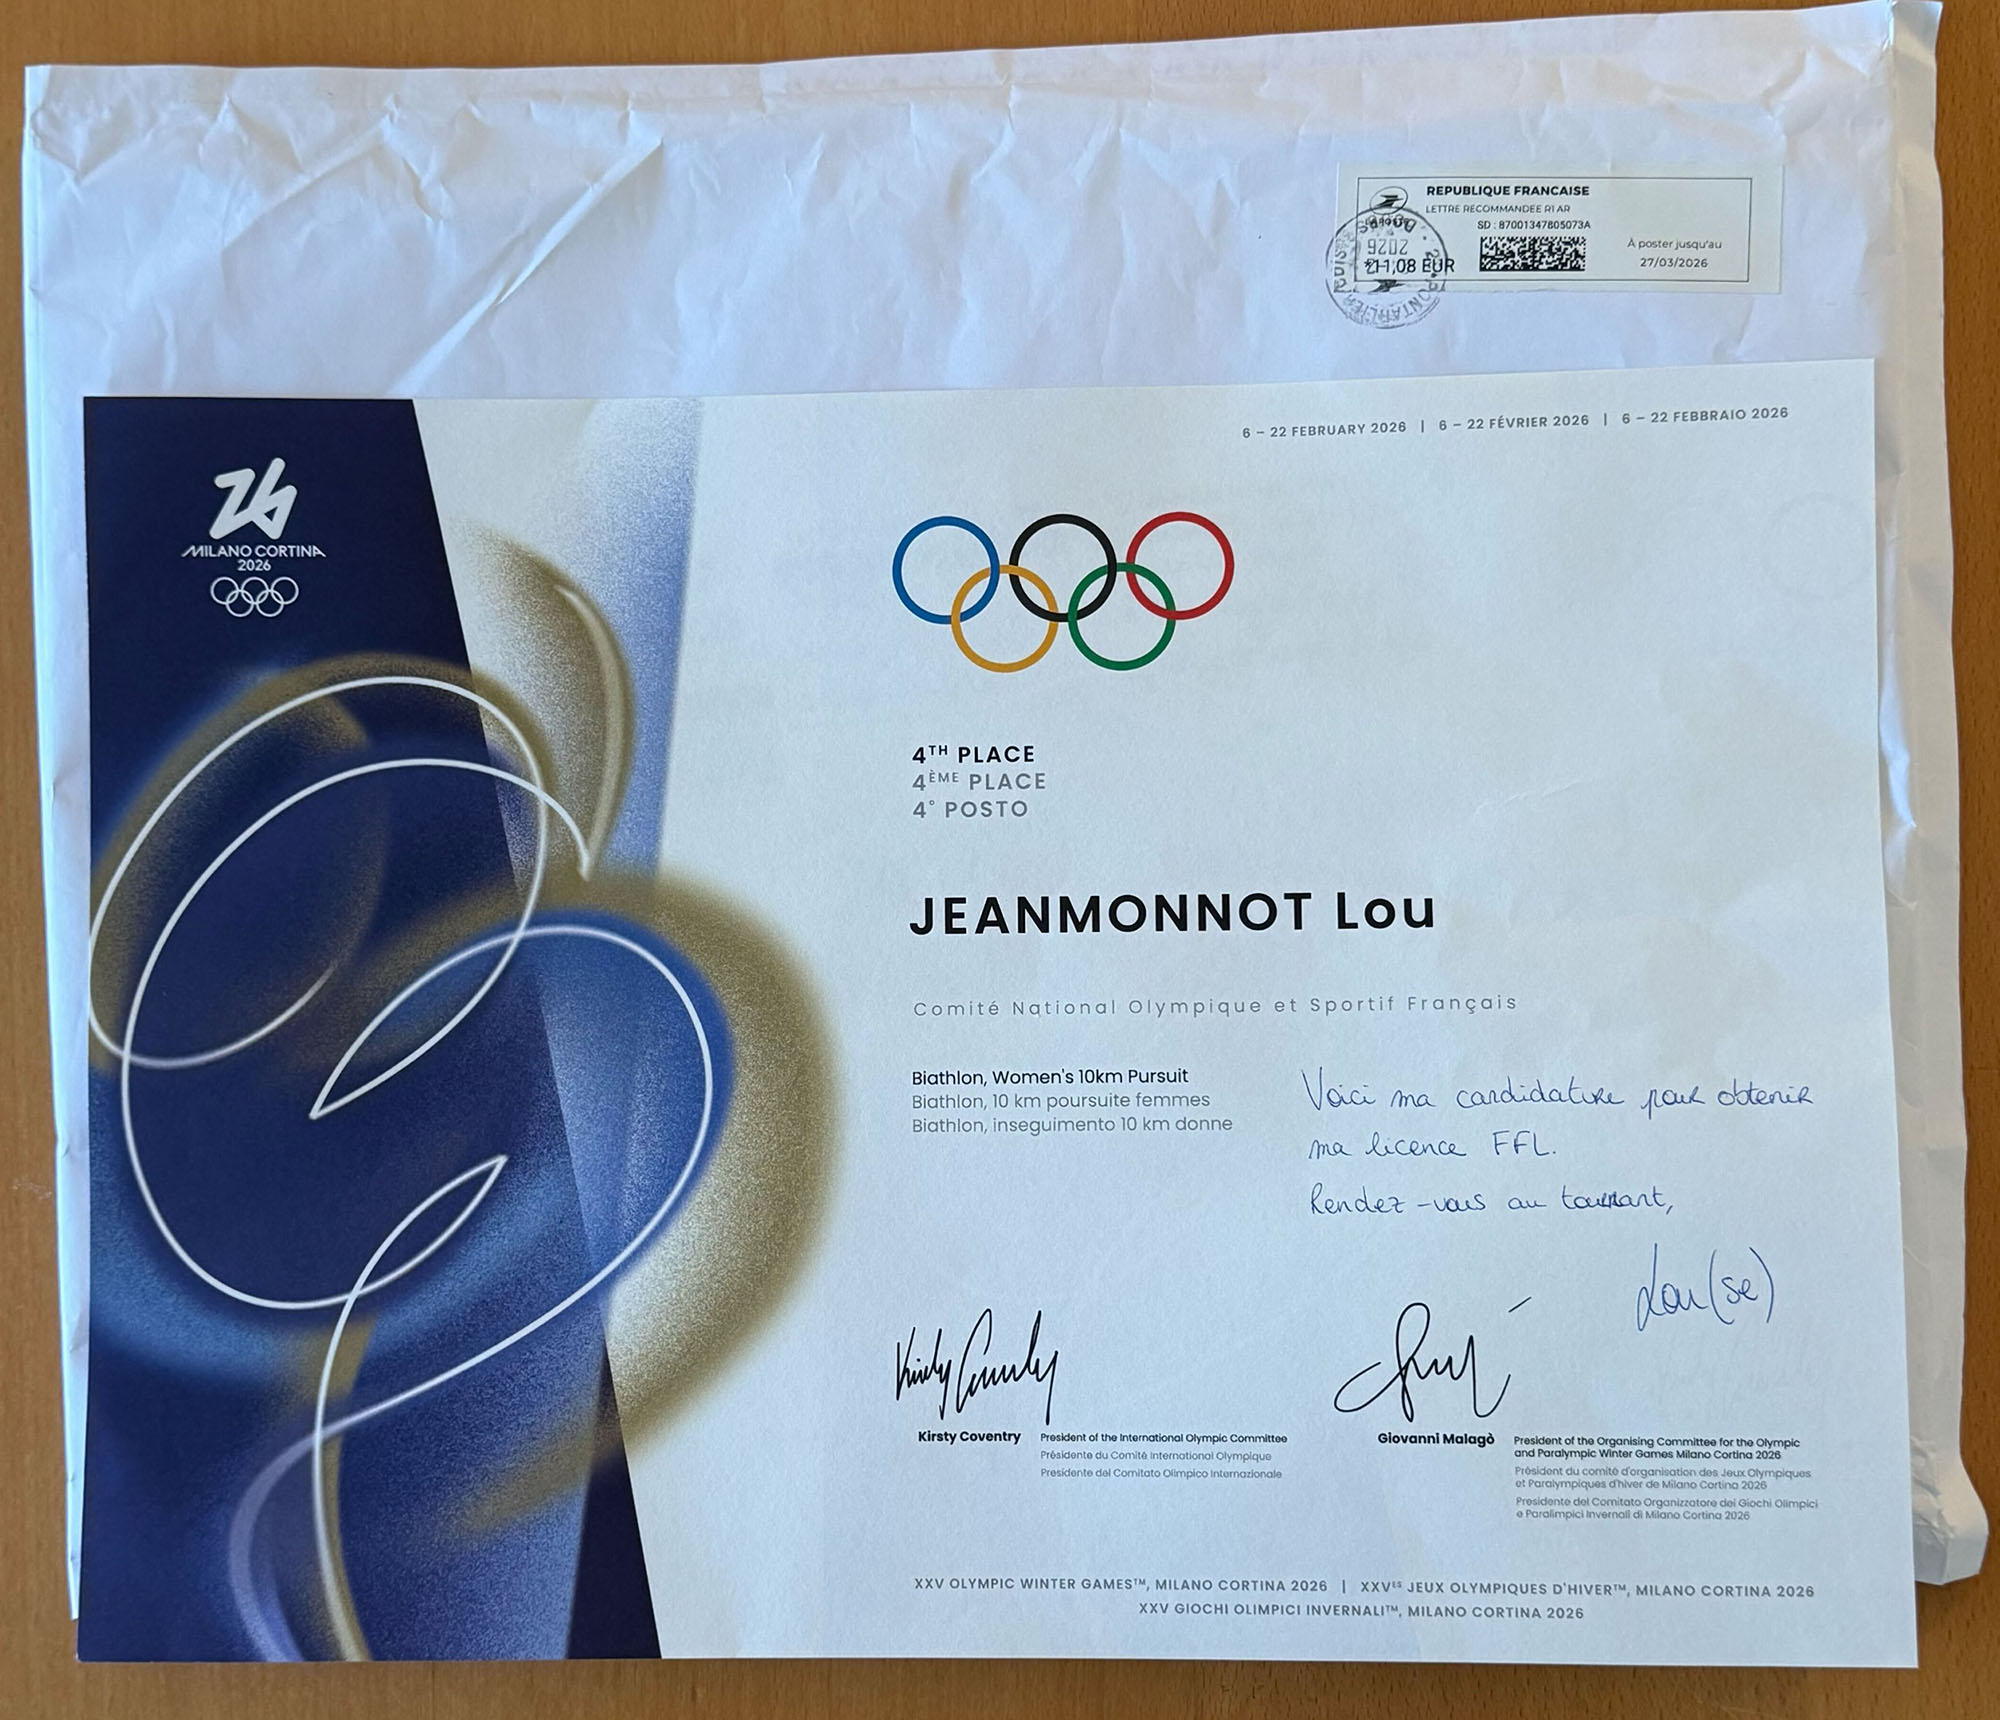 REPUBLIQUE FRANCAISE
LETTRE RECOMMANDEE R1 AR
SD : 87001347805073A
À poster jusqu'au
27/03/2026
11,08 EUR
2026
6 – 22 FEBRUARY 2026 | 6 – 22 FÉVRIER 2026 | 6 – 22 FEBBRAIO 2026
26
MILANO CORTINA
2026
4TH PLACE
4ÈME PLACE
4° POSTO
JEANMONNOT Lou
Comité National Olympique et Sportif Français
Biathlon, Women's 10km Pursuit
Biathlon, 10 km poursuite femmes
Biathlon, inseguimento 10 km donne
Voici ma candidature pour obtenir
ma licence FFL.
Rendez-vous au tournant,
Lou(se)
Kirsty Coventry
President of the International Olympic Committee
Présidente du Comité International Olympique
Presidente del Comitato Olimpico Internazionale
Giovanni Malagò
President of the Organising Committee for the Olympic
and Paralympic Winter Games Milano Cortina 2026
Président du comité d'organisation des Jeux Olympiques
et Paralympiques d'hiver de Milano Cortina 2026
Presidente del Comitato Organizzatore dei Giochi Olimpici
e Paralimpici Invernali di Milano Cortina 2026
XXV OLYMPIC WINTER GAMES™, MILANO CORTINA 2026 | XXVES JEUX OLYMPIQUES D'HIVER™, MILANO CORTINA 2026
XXV GIOCHI OLIMPICI INVERNALI™, MILANO CORTINA 2026